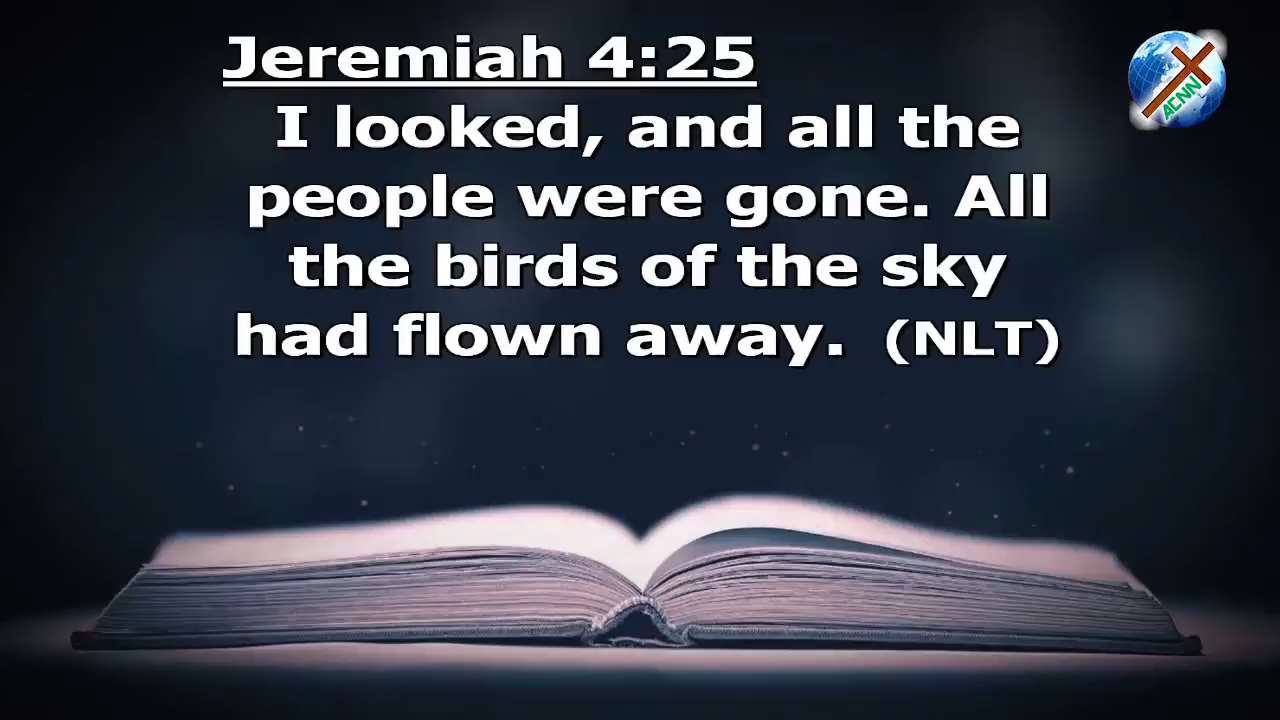 Jeremiah 4:25
I looked, and all the
people were gone. All
the birds of the sky
had flown away. (NLT)
ACNN